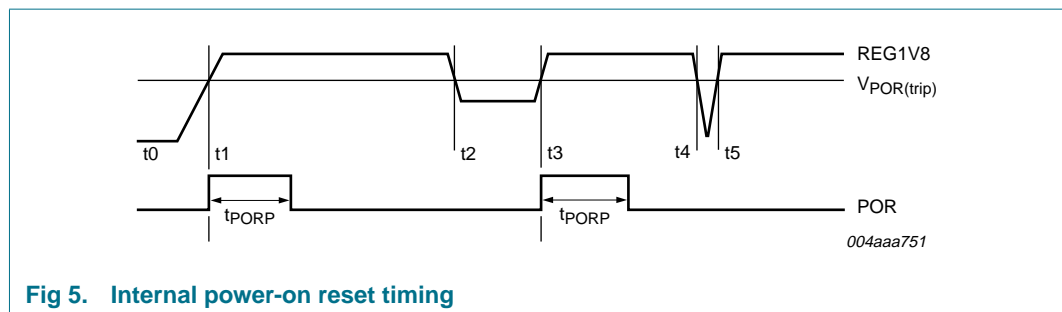 REG1V8
VPOR(trip)
t0 t1 t2 t3 t4 t5
tPORP tPORP POR
004aaa751
Fig 5. Internal power-on reset timing